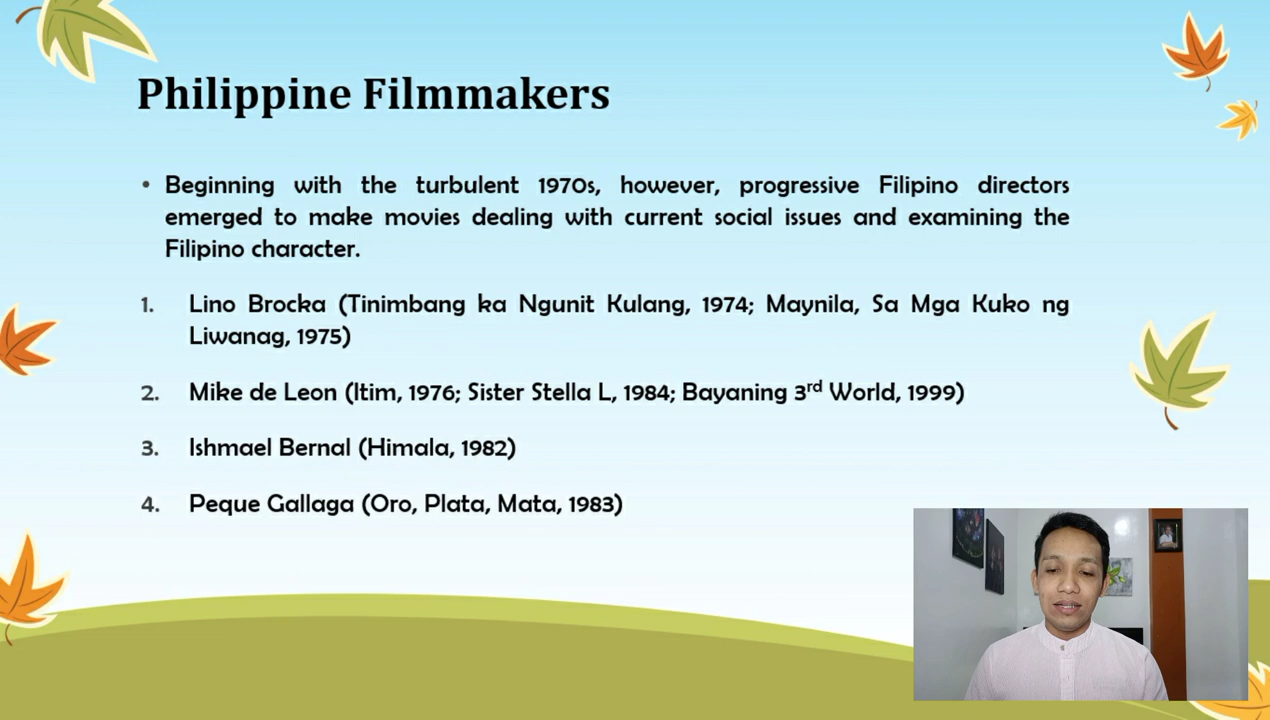 Philippine Filmmakers
• Beginning with the turbulent 1970s, however, progressive Filipino directors
emerged to make movies dealing with current social issues and examining the
Filipino character.
1. Lino Brocka (Tinimbang ka Ngunit Kulang, 1974; Maynila, Sa Mga Kuko ng
Liwanag, 1975)
2. Mike de Leon (Itim, 1976; Sister Stella L, 1984; Bayaning 3rd World, 1999)
3. Ishmael Bernal (Himala, 1982)
4. Peque Gallaga (Oro, Plata, Mata, 1983)